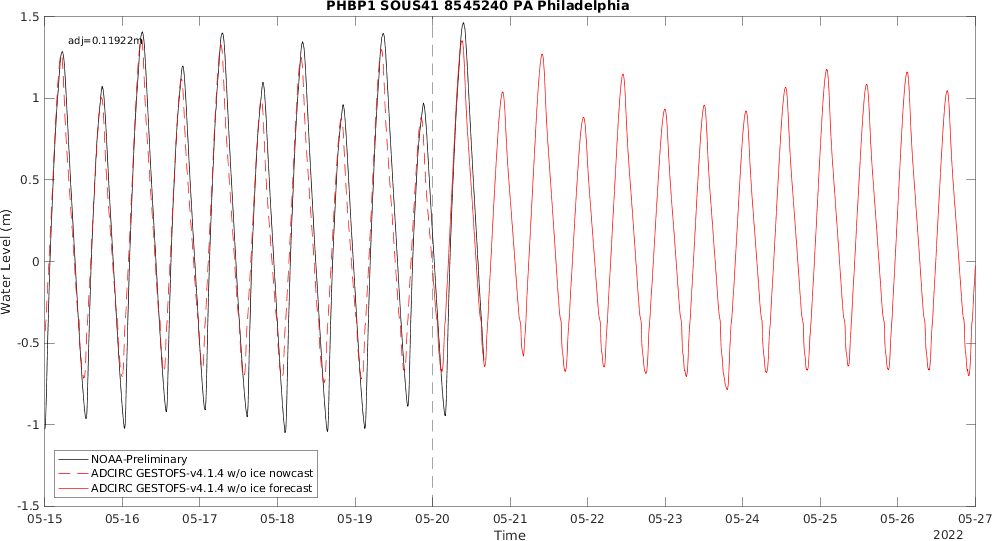 PHBP1 SOUS41 8545240 PA Philadelphia
1.5
adj=0.11922m
1
0.5
0
-0.5
-1
-1.5
Water Level (m)
NOAA-Preliminary
ADCIRC GESTOFS-v4.1.4 w/o ice nowcast
ADCIRC GESTOFS-v4.1.4 w/o ice forecast
05-15 05-16 05-17 05-18 05-19 05-20 05-21 05-22 05-23 05-24 05-25 05-26 05-27
Time
2022